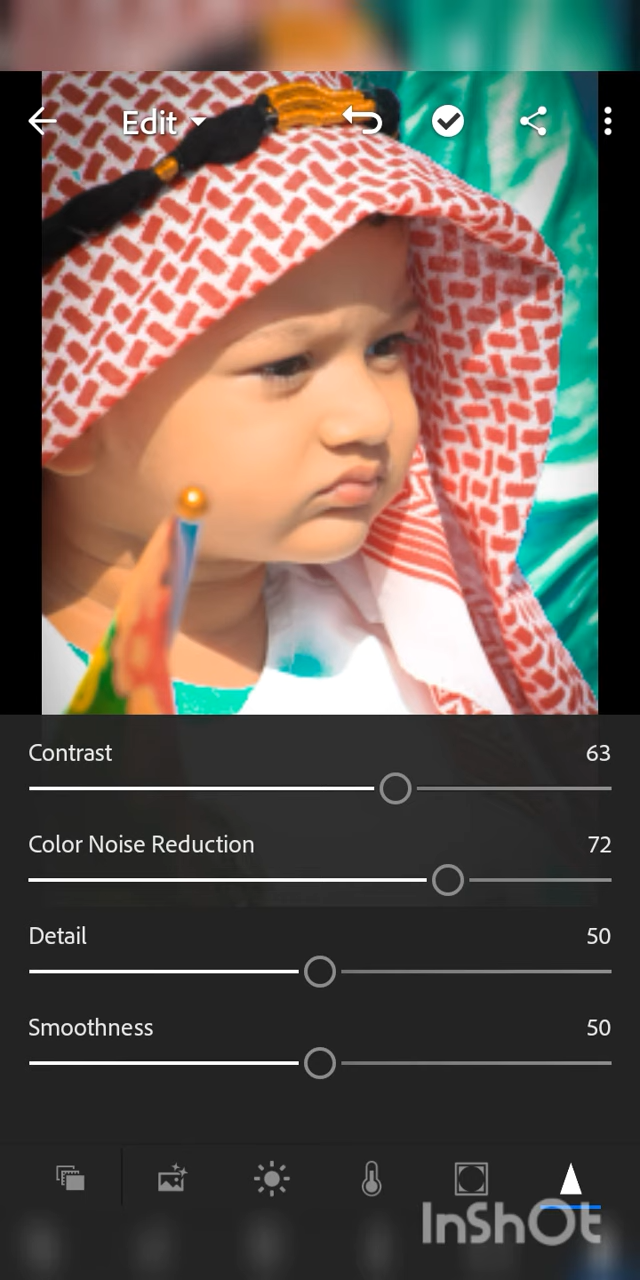 Edit
Contrast 63
Color Noise Reduction 72
Detail 50
Smoothness 50
InShOt